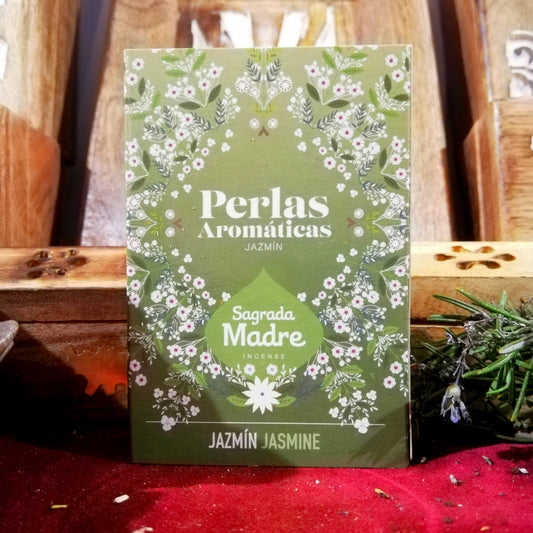 Perlas
Aromáticas
JAZMÍN
Sagrada
Madre
INCENSE
JAZMÍN JASMINE